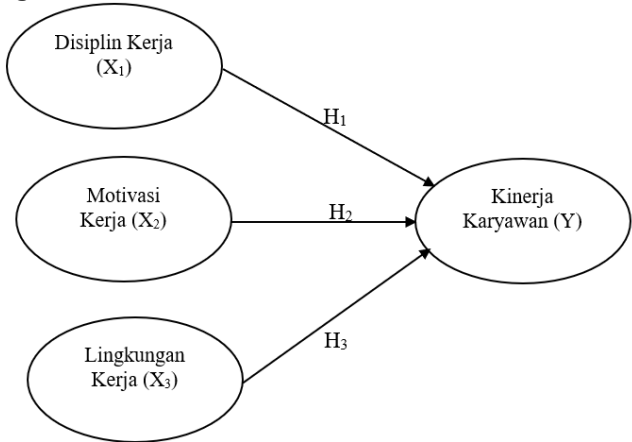 Disiplin Kerja
(X₁)
H₁
Motivasi
Kerja (X₂)
H₂
Kinerja
Karyawan (Y)
Lingkungan
Kerja (X₃)
H₃